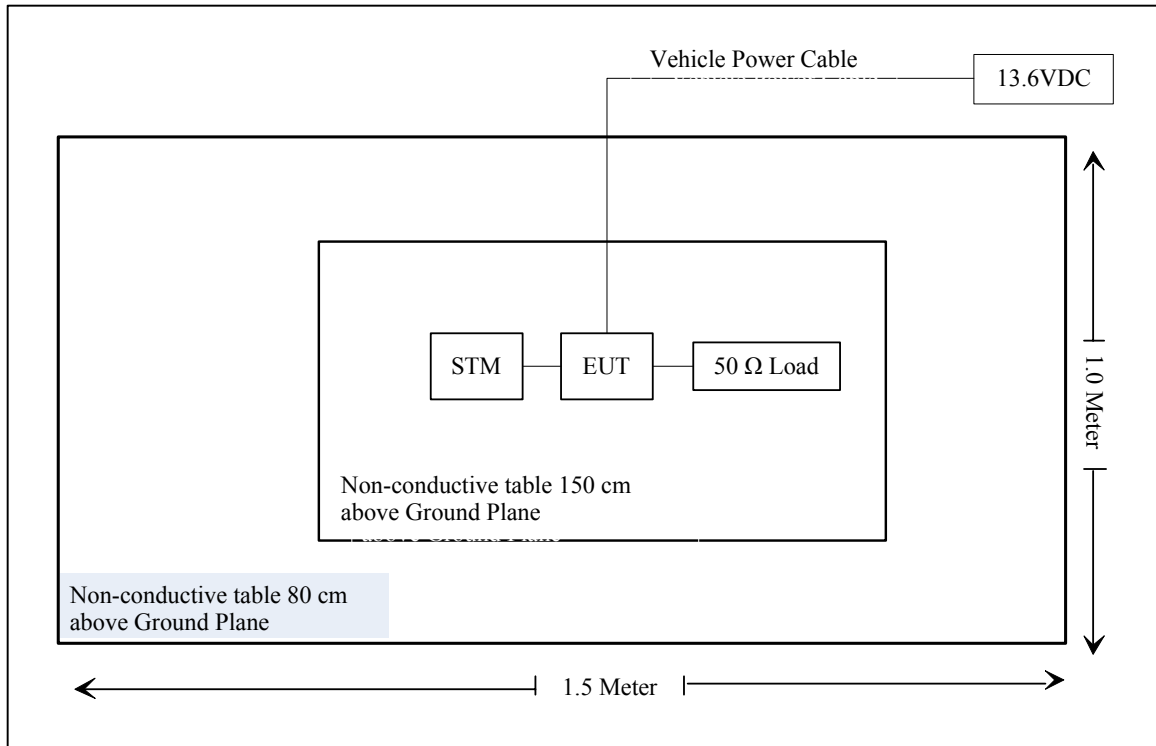 Vehicle Power Cable
13.6VDC
STM
EUT
50 Ω Load
1.0 Meter
Non-conductive table 150 cm
above Ground Plane
Non-conductive table 80 cm
above Ground Plane
1.5 Meter